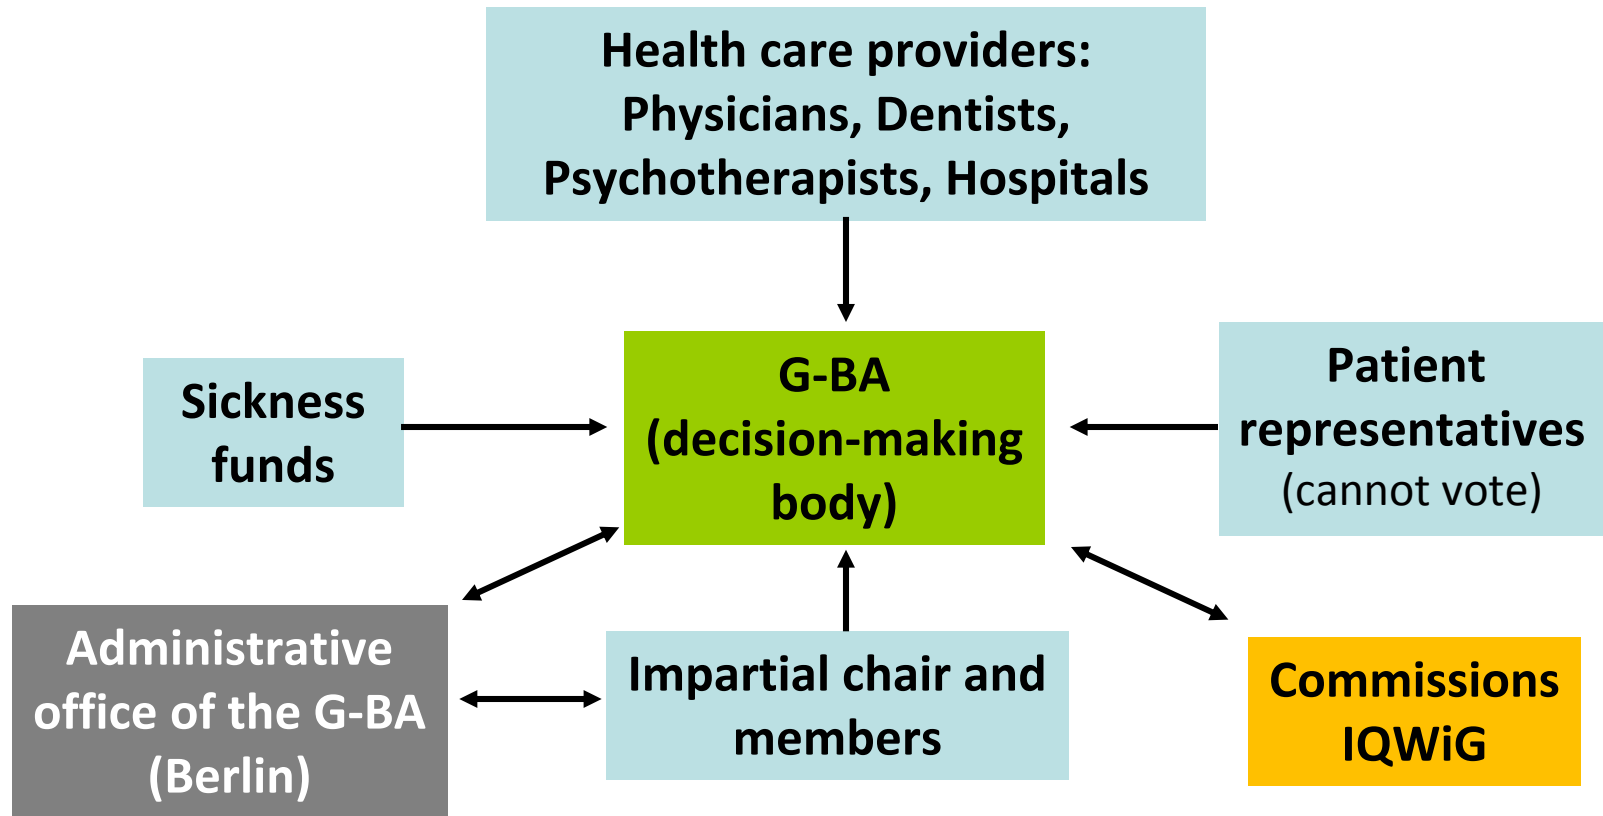 Health care providers:
Physicians, Dentists,
Psychotherapists, Hospitals
Sickness
funds
G-BA
(decision-making
body)
Patient
representatives
(cannot vote)
Administrative
office of the G-BA
(Berlin)
Impartial chair and
members
Commissions
IQWiG